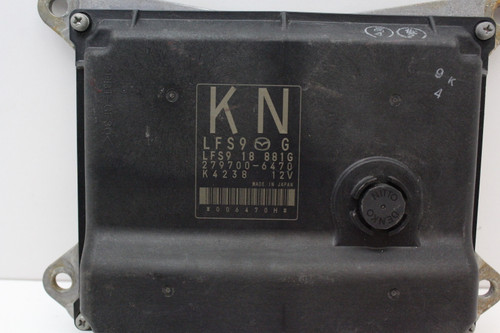 KN
LFS9 G
LFS9 18 881G
279700-6470
K4238 12V
MADE IN JAPAN
9K
4